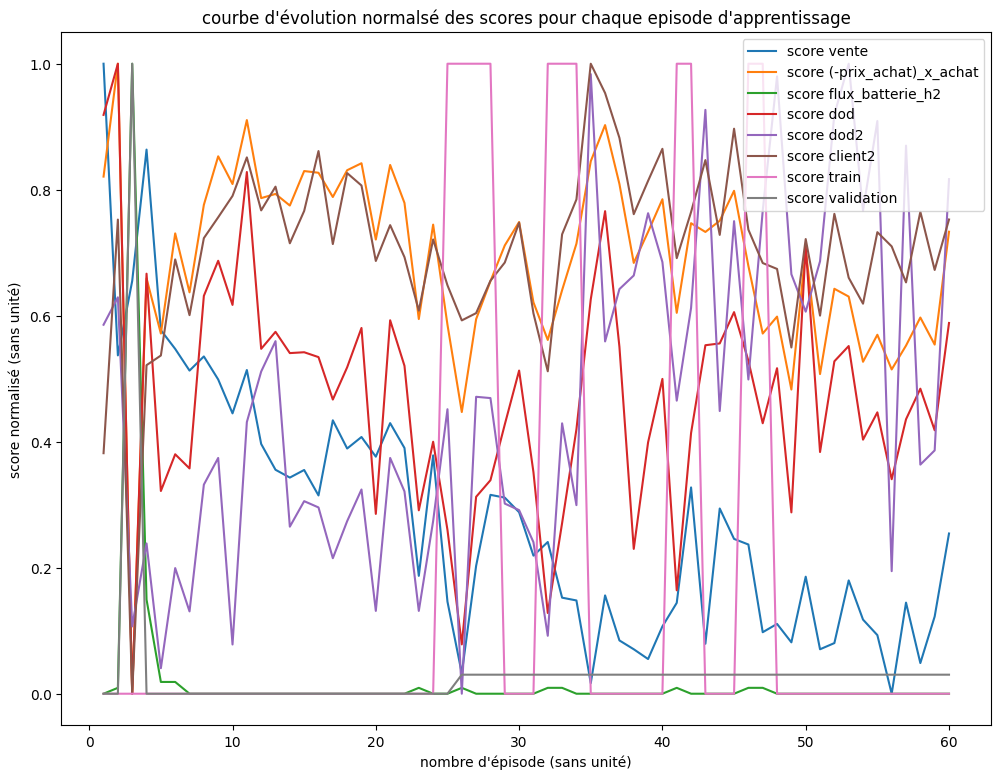 courbe d'évolution normalsé des scores pour chaque episode d'apprentissage
score vente
score (-prix_achat)_x_achat
score flux_batterie_h2
score dod
score dod2
score client2
score train
score validation
1.0
0.8
0.6
0.4
0.2
0.0
score normalisé (sans unité)
0 10 20 30 40 50 60
nombre d'épisode (sans unité)